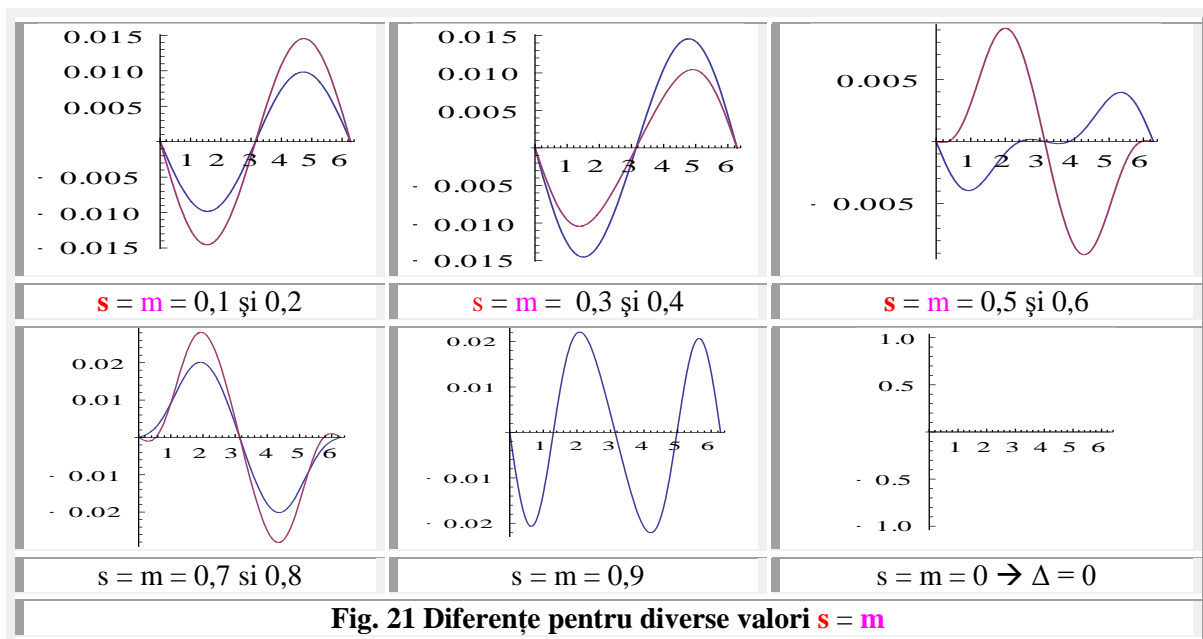 0.015 0.010 0.005 1 2 3 4 5 6 - 0.005 - 0.010 - 0.015
0.015 0.010 0.005 1 2 3 4 5 6 - 0.005 - 0.010 - 0.015
0.005 1 2 3 4 5 6 - 0.005
s = m = 0,1 şi 0,2
s = m = 0,3 şi 0,4
s = m = 0,5 şi 0,6
0.02 0.01 1 2 3 4 5 6 - 0.01 - 0.02
0.02 0.01 1 2 3 4 5 6 - 0.01 - 0.02
1.0 0.5 1 2 3 4 5 6 - 0.5 - 1.0
s = m = 0,7 si 0,8
s = m = 0,9
s = m = 0 → Δ = 0
Fig. 21 Diferențe pentru diverse valori s = m